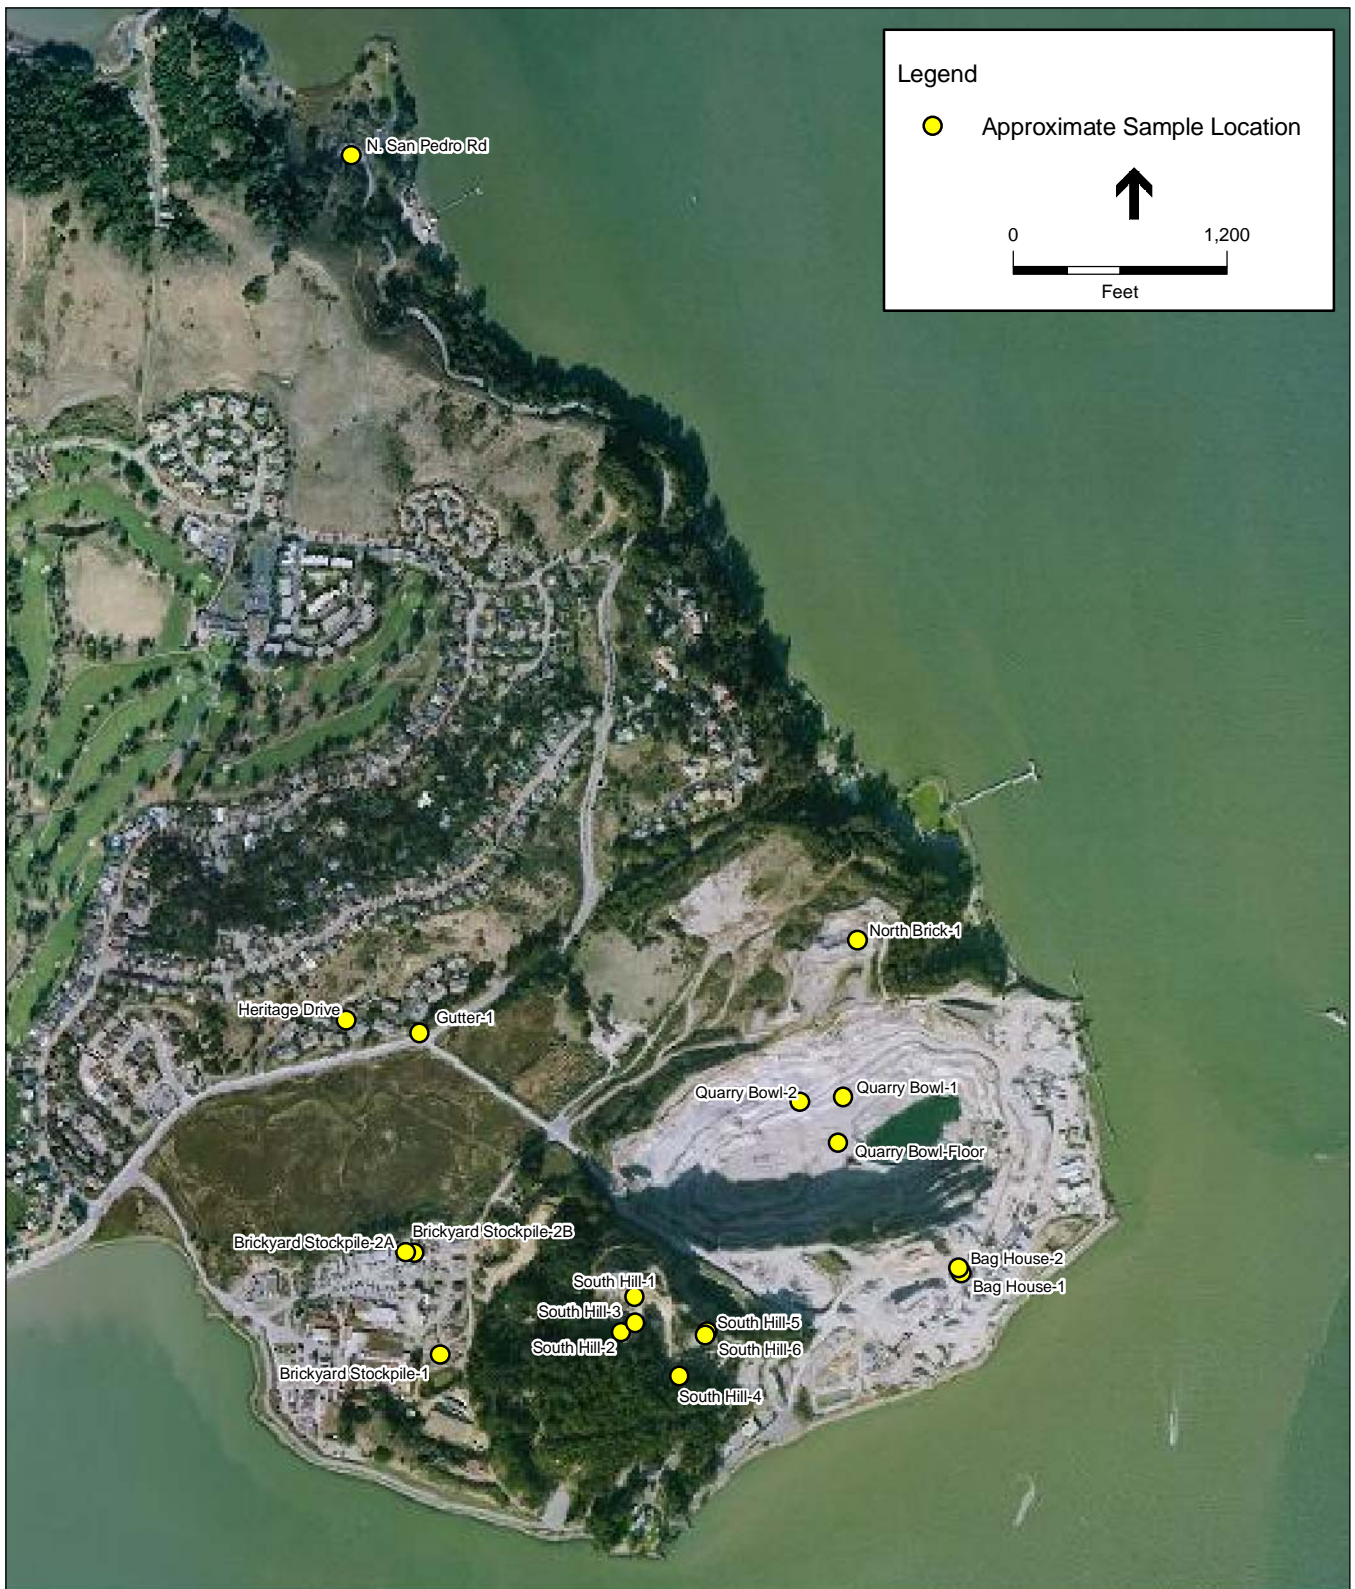 Legend
Approximate Sample Location
0 1,200
Feet
N. San Pedro Rd
North Brick-1
Heritage Drive
Gutter-1
Quarry Bowl-2
Quarry Bowl-1
Quarry Bowl-Floor
Brickyard Stockpile-2A
Brickyard Stockpile-2B
Bag House-2
Bag House-1
South Hill-1
South Hill-3
South Hill-2
South Hill-5
South Hill-6
Brickyard Stockpile-1
South Hill-4